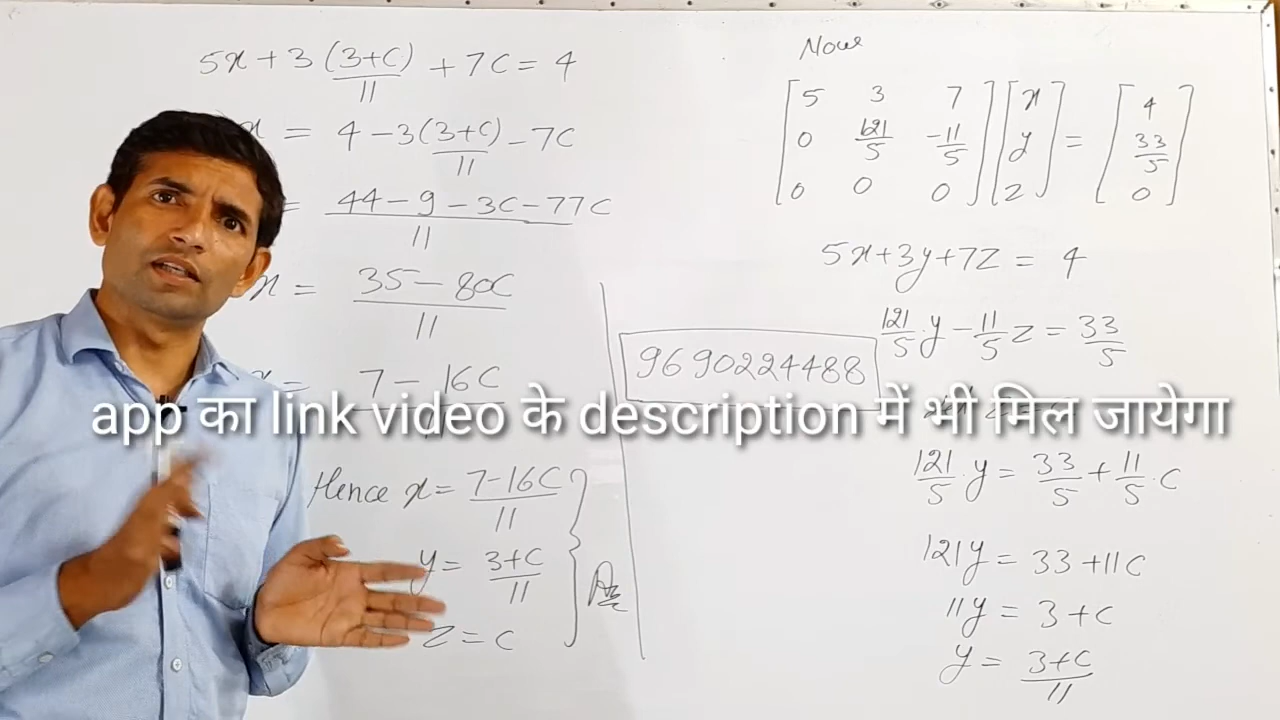 5x + 3 (3+C)/11 + 7C = 4
x = 4 - 3(3+C)/11 - 7C
= 44 - 9 - 3C - 77C / 11
x = 35 - 80C / 11
x = 7 - 16C / 11
Hence x = 7-16C / 11
y = 3+C / 11
z = C
Now
[5 3 7] [x] = [4]
[0 121/5 -11/5] [y] [33/5]
[0 0 0] [z] [0]
5x+3y+7z = 4
121/5 y - 11/5 z = 33/5
9690224488
121/5 . y = 33/5 + 11/5 . C
121y = 33 + 11C
11y = 3 + C
y = 3+C / 11
app का link video के description में भी मिल जायेगा